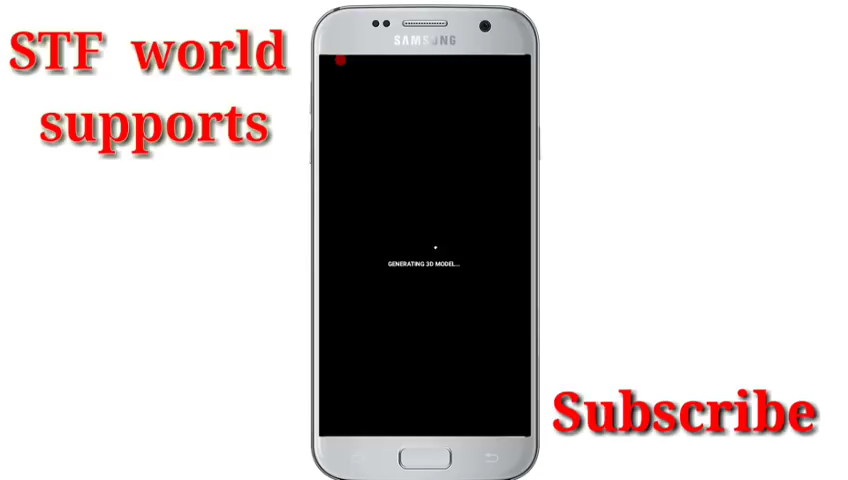 STF world
supports
SAMSUNG
GENERATING 3D MODEL...
Subscribe